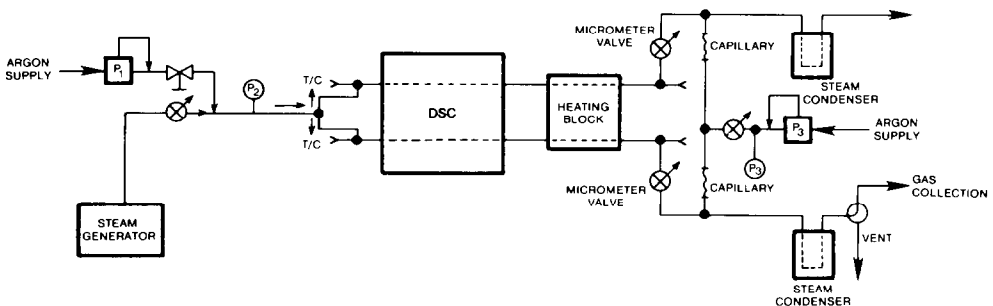 ARGON
SUPPLY
P1
P2
T/C
T/C
STEAM
GENERATOR
DSC
HEATING
BLOCK
MICROMETER
VALVE
MICROMETER
VALVE
CAPILLARY
CAPILLARY
STEAM
CONDENSER
P3
P3
ARGON
SUPPLY
GAS
COLLECTION
VENT
STEAM
CONDENSER